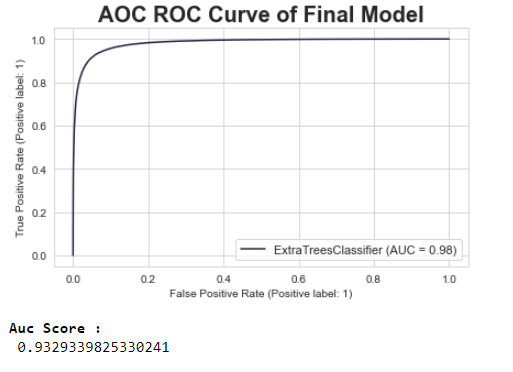 AOC ROC Curve of Final Model
1.0
0.8
0.6
0.4
0.2
0.0
True Positive Rate (Positive label: 1)
ExtraTreesClassifier (AUC = 0.98)
0.0 0.2 0.4 0.6 0.8 1.0
False Positive Rate (Positive label: 1)
Auc Score :
0.9329339825330241